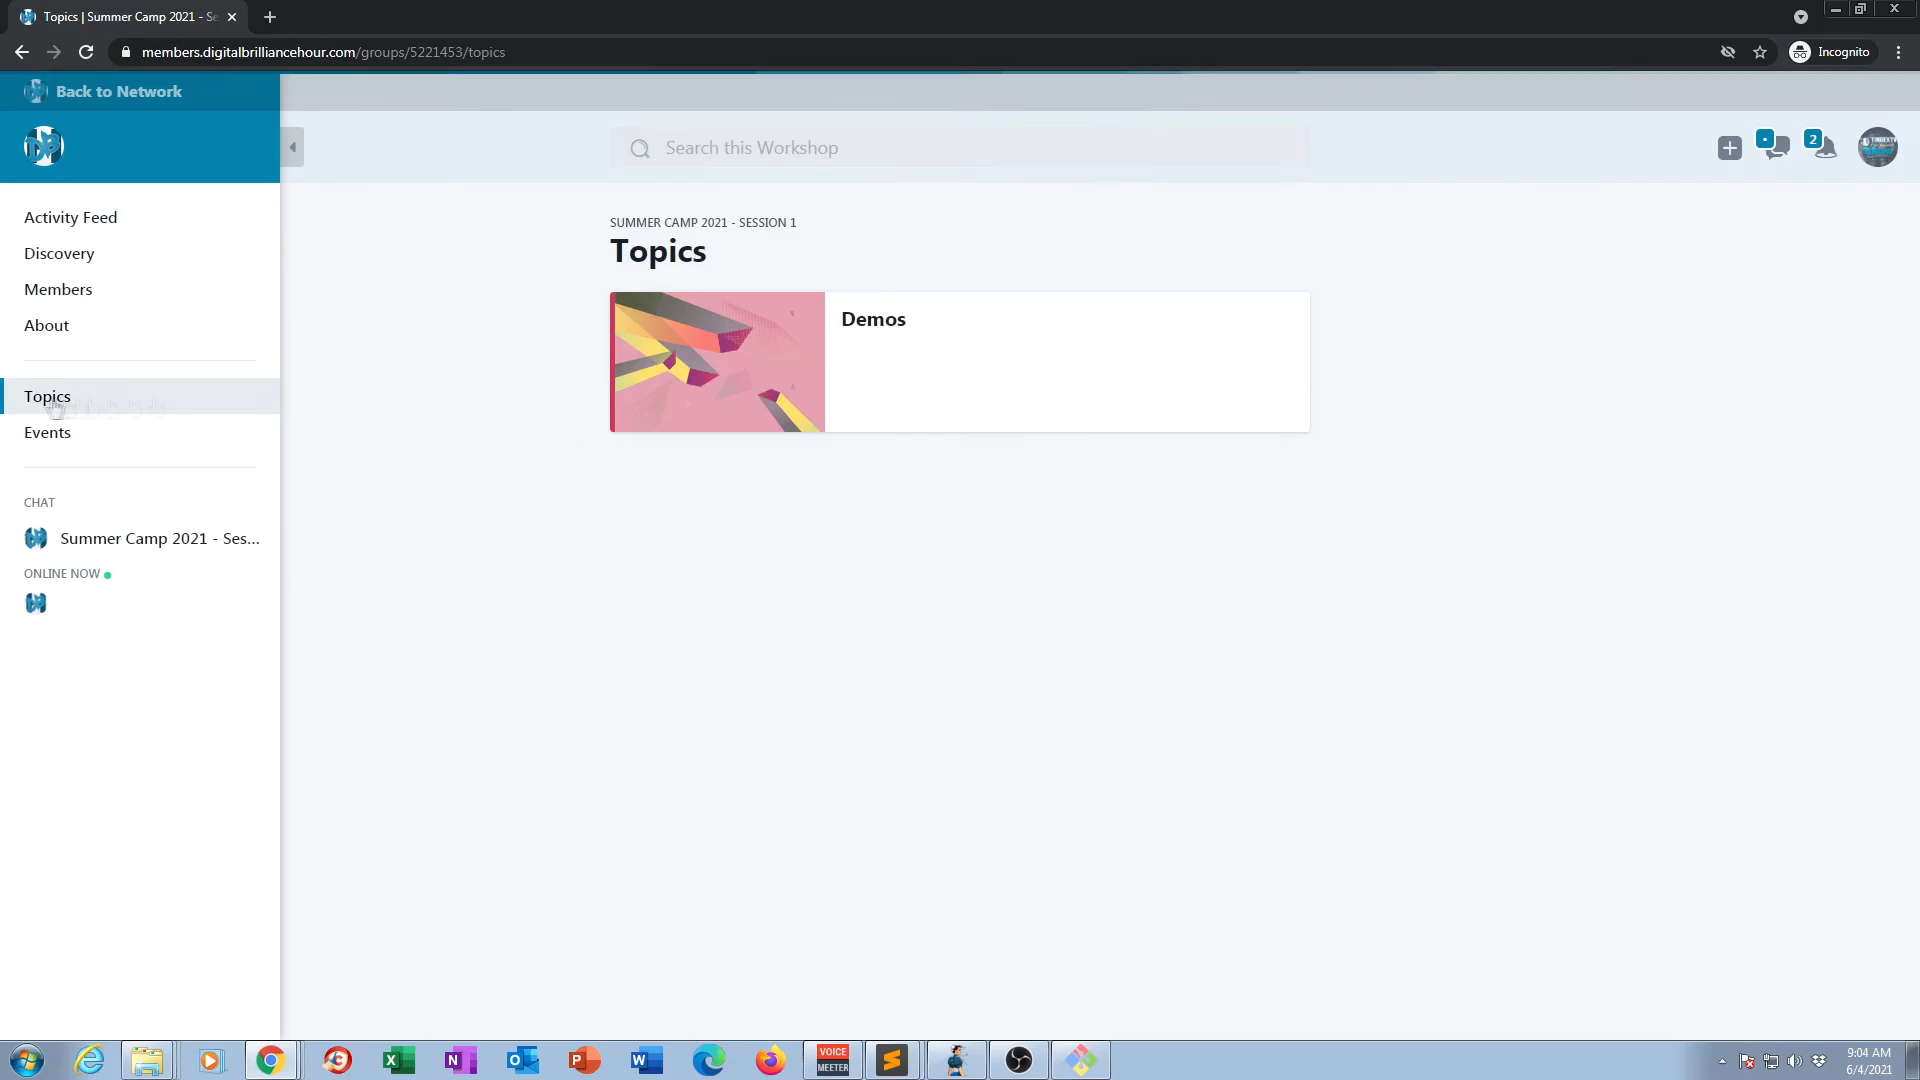 Topics | Summer Camp 2021 - Se
members.digitalbrilliancehour.com/groups/5221453/topics
Incognito
Back to Network
Search this Workshop
2
Activity Feed
Discovery
Members
About
Topics
Events
CHAT
Summer Camp 2021 - Ses...
ONLINE NOW
SUMMER CAMP 2021 - SESSION 1
Topics
Demos
VOICE
MEETER
9:04 AM
6/4/2021